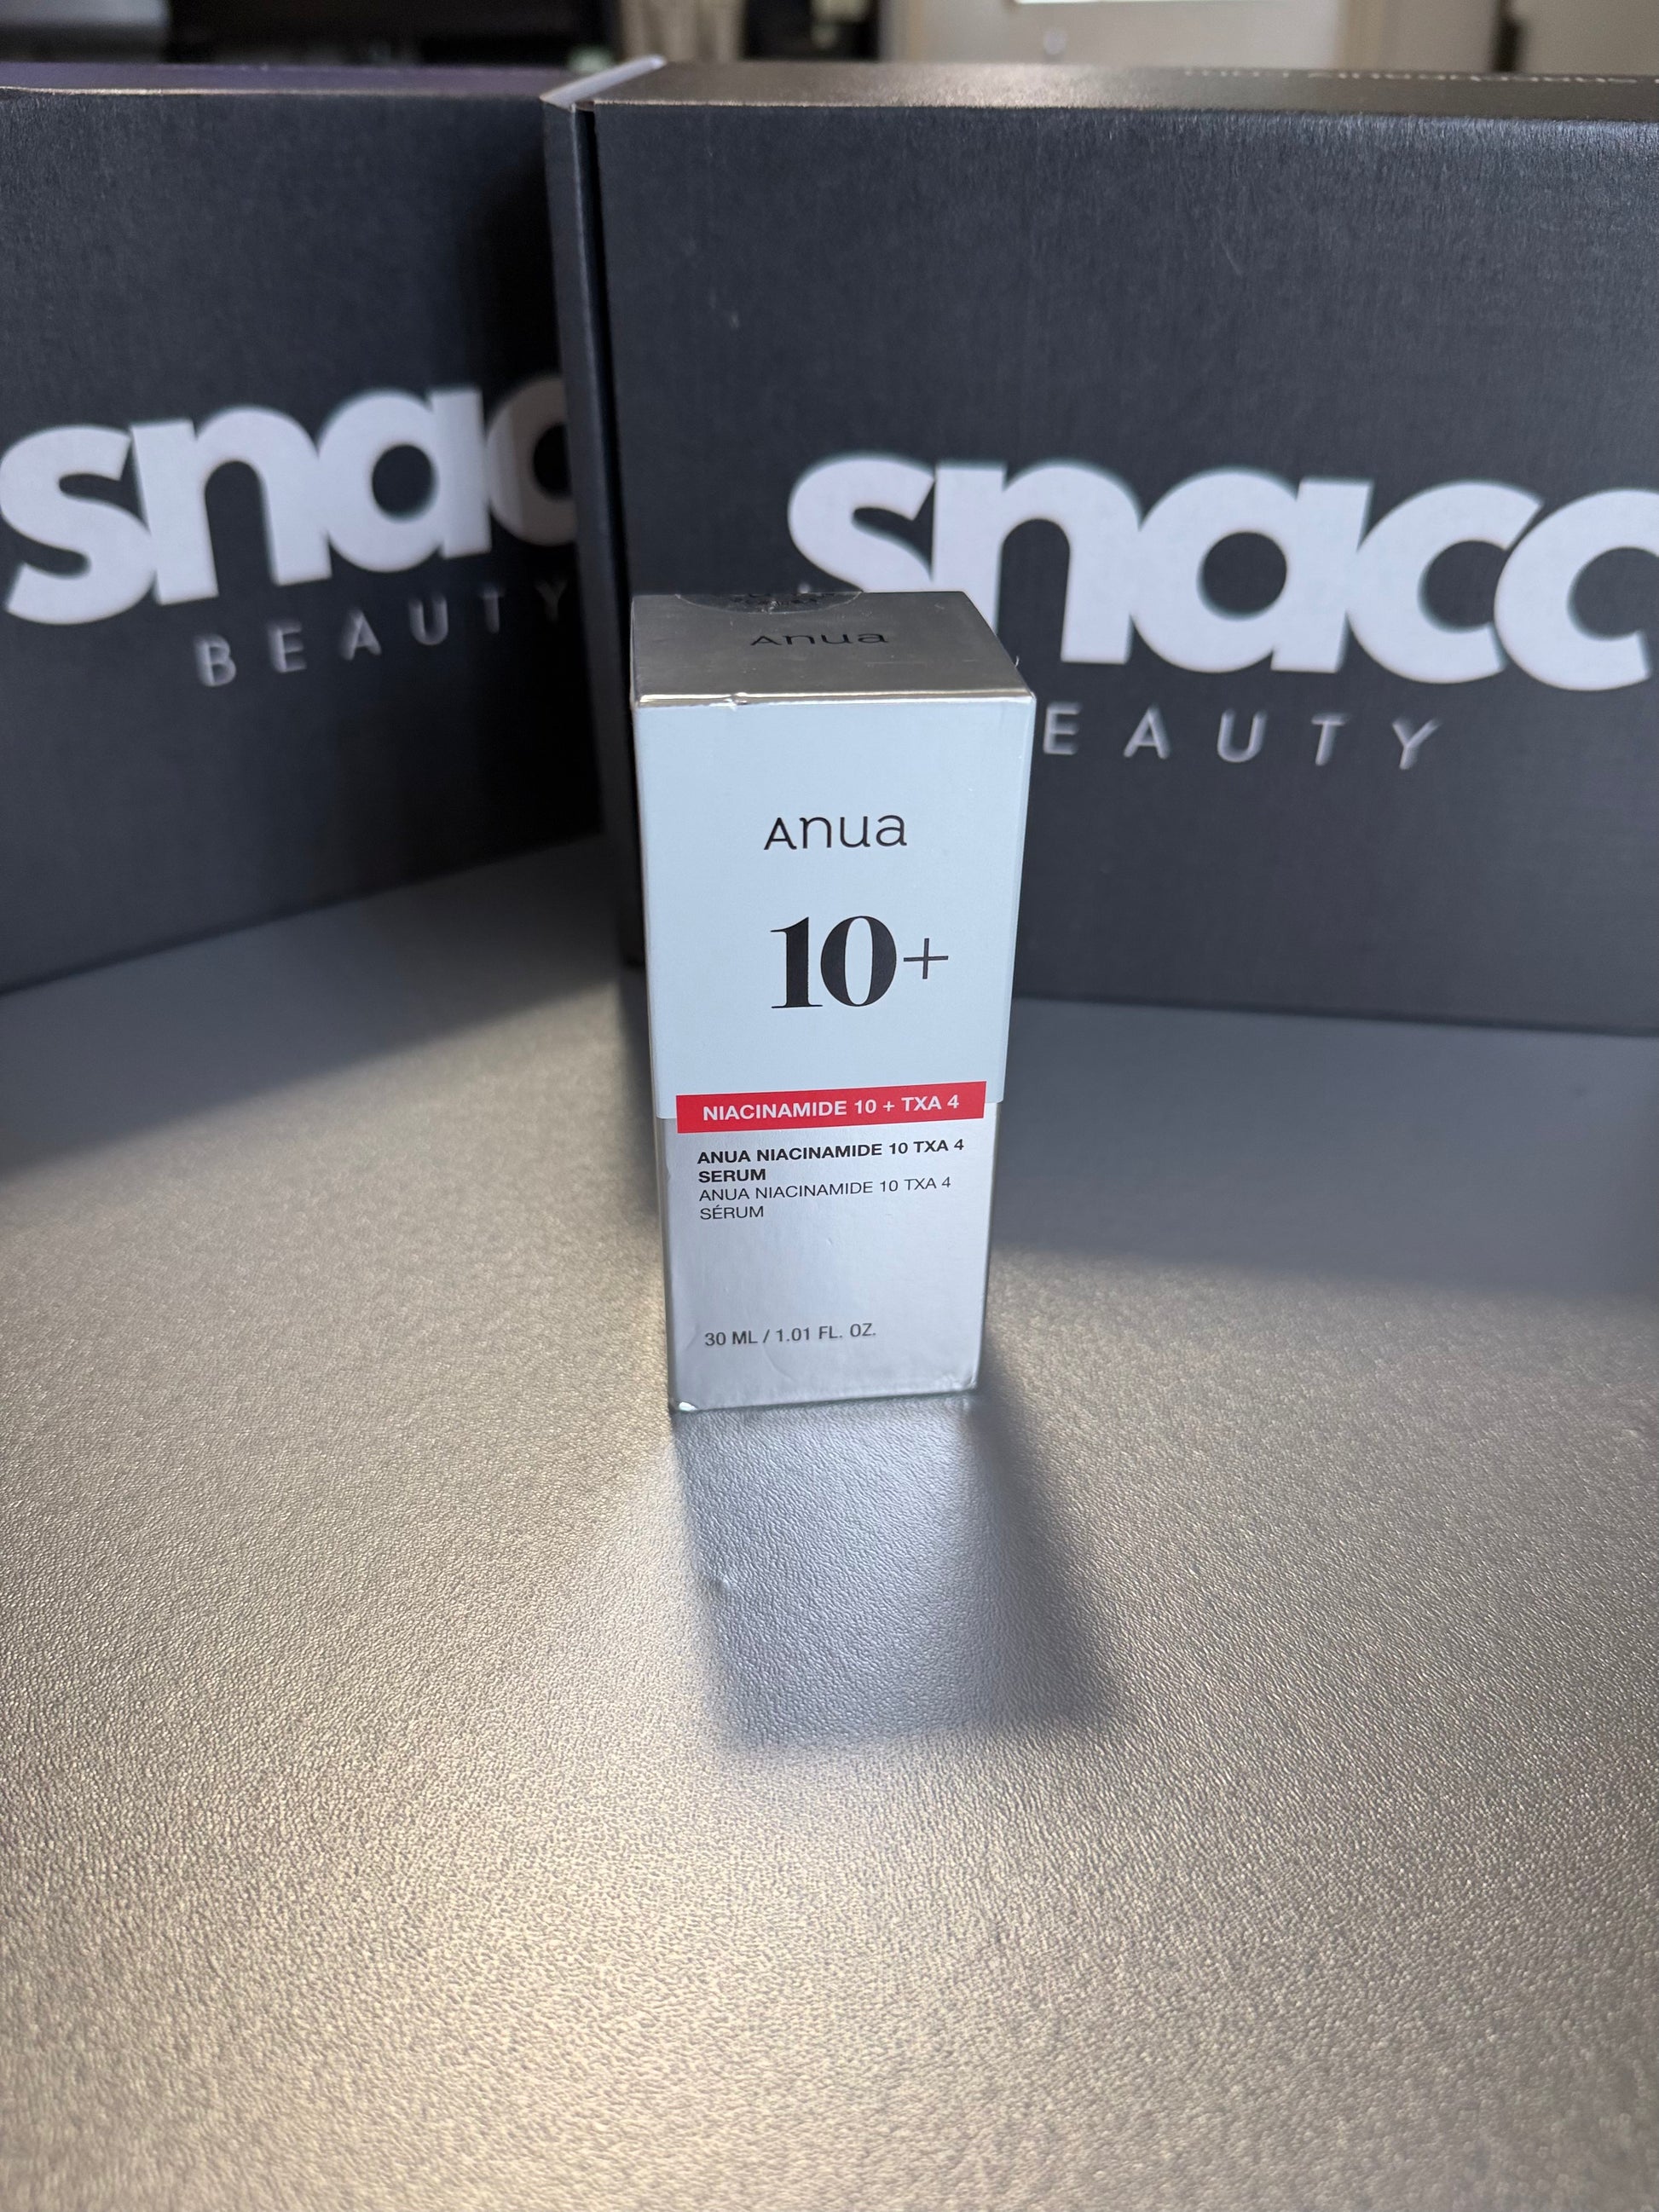 snac
BEAUTY
snacc
EAUTY
Anua
Anua
10+
NIACINAMIDE 10 + TXA 4
ANUA NIACINAMIDE 10 TXA 4
SERUM
ANUA NIACINAMIDE 10 TXA 4
SÉRUM
30 ML / 1.01 FL. OZ.